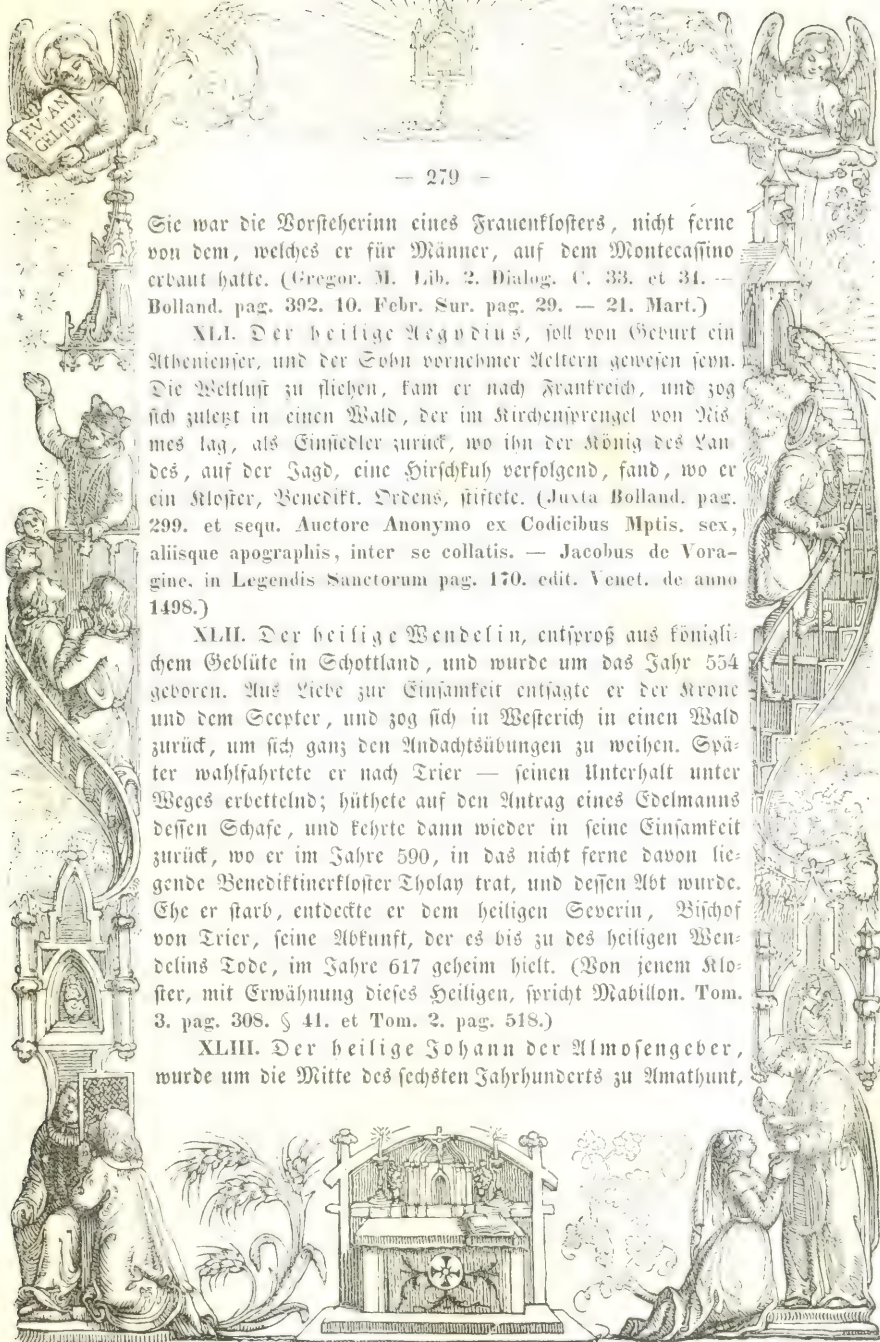 EV: AN
GELIUM
— 279 –
Sie war die Vorsteherinn eines Frauenklosters, nicht ferne
von dem, welches er für Männer, auf dem Montecassino
erbaut hatte. (Gregor. M. Lib. 2. Dialog. C. 33. et 34. —
Bolland. pag. 392. 10. Febr. Sur. pag. 29. — 21. Mart.)
XLI. Der heilige Aegydius, soll von Geburt ein
Athenienser, und der Sohn vornehmer Aeltern gewesen seyn.
Die Weltlust zu fliehen, kam er nach Frankreich, und zog
sich zulezt in einen Wald, der im Kirchensprengel von Nis
mes lag, als Einsiedler zurück, wo ihn der König des Lan
des, auf der Jagd, eine Hirschkuh verfolgend, fand, wo er
ein Kloster, Benedikt. Ordens, stiftete. (Juxta Bolland. pag.
299. et sequ. Auctore Anonymo ex Codicibus Mptis. sex,
aliisque apographis, inter se collatis. — Jacobus de Vora-
gine. in Legendis Sanctorum pag. 170. edit. Venet. de anno
1498.)
XLII. Der heilige Wendelin, entsproß aus königli-
chem Geblüte in Schottland, und wurde um das Jahr 554
geboren. Aus Liebe zur Einsamkeit entsagte er der Krone
und dem Scepter, und zog sich in Westerich in einen Wald
zurück, um sich ganz den Andachtsübungen zu weihen. Spä-
ter wahlfahrtete er nach Trier — seinen Unterhalt unter
Weges erbettelnd; hüthete auf den Antrag eines Edelmanns
dessen Schafe, und kehrte dann wieder in seine Einsamkeit
zurück, wo er im Jahre 590, in das nicht ferne davon lie-
gende Benediktinerkloster Tholay trat, und dessen Abt wurde.
Ehe er starb, entdeckte er dem heiligen Severin, Bischof
von Trier, seine Abkunft, der es bis zu des heiligen Wen-
delins Tode, im Jahre 617 geheim hielt. (Von jenem Klo-
ster, mit Erwähnung dieses Heiligen, spricht Mabillon. Tom.
3. pag. 308. § 41. et Tom. 2. pag. 518.)
XLIII. Der heilige Johann der Almosengeber,
wurde um die Mitte des sechsten Jahrhunderts zu Amathunt,